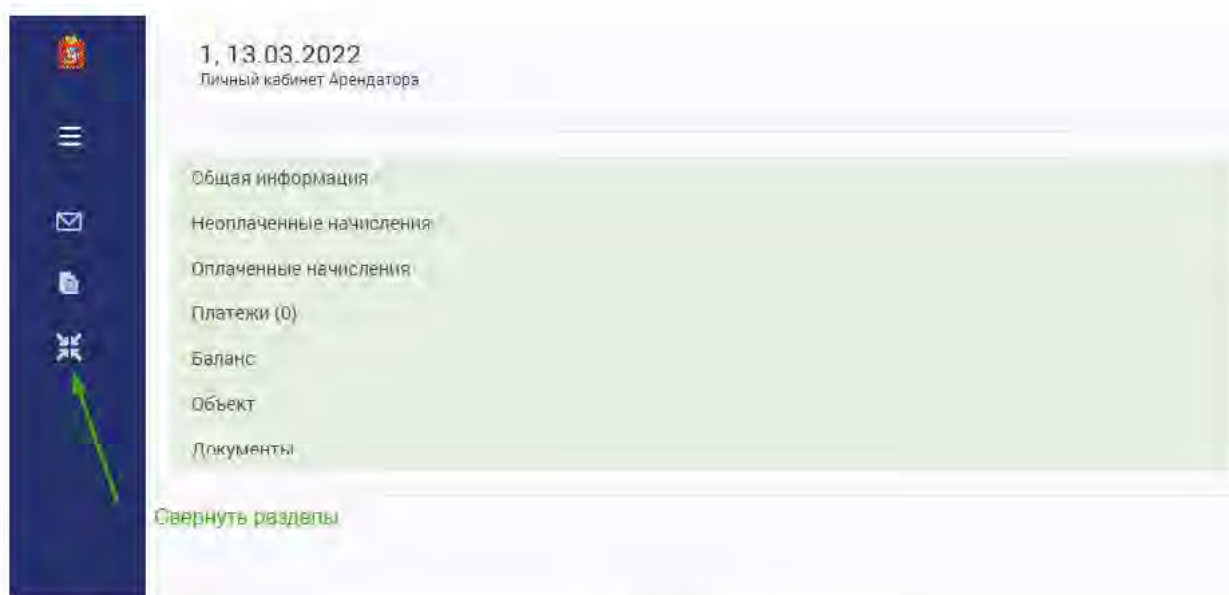 1, 13.03.2022
Личный кабинет Арендатора
Общая информация
Неоплаченные начисления
Оплаченные начисления
Платежи (0)
Баланс
Объект
Документы
Свернуть разделы